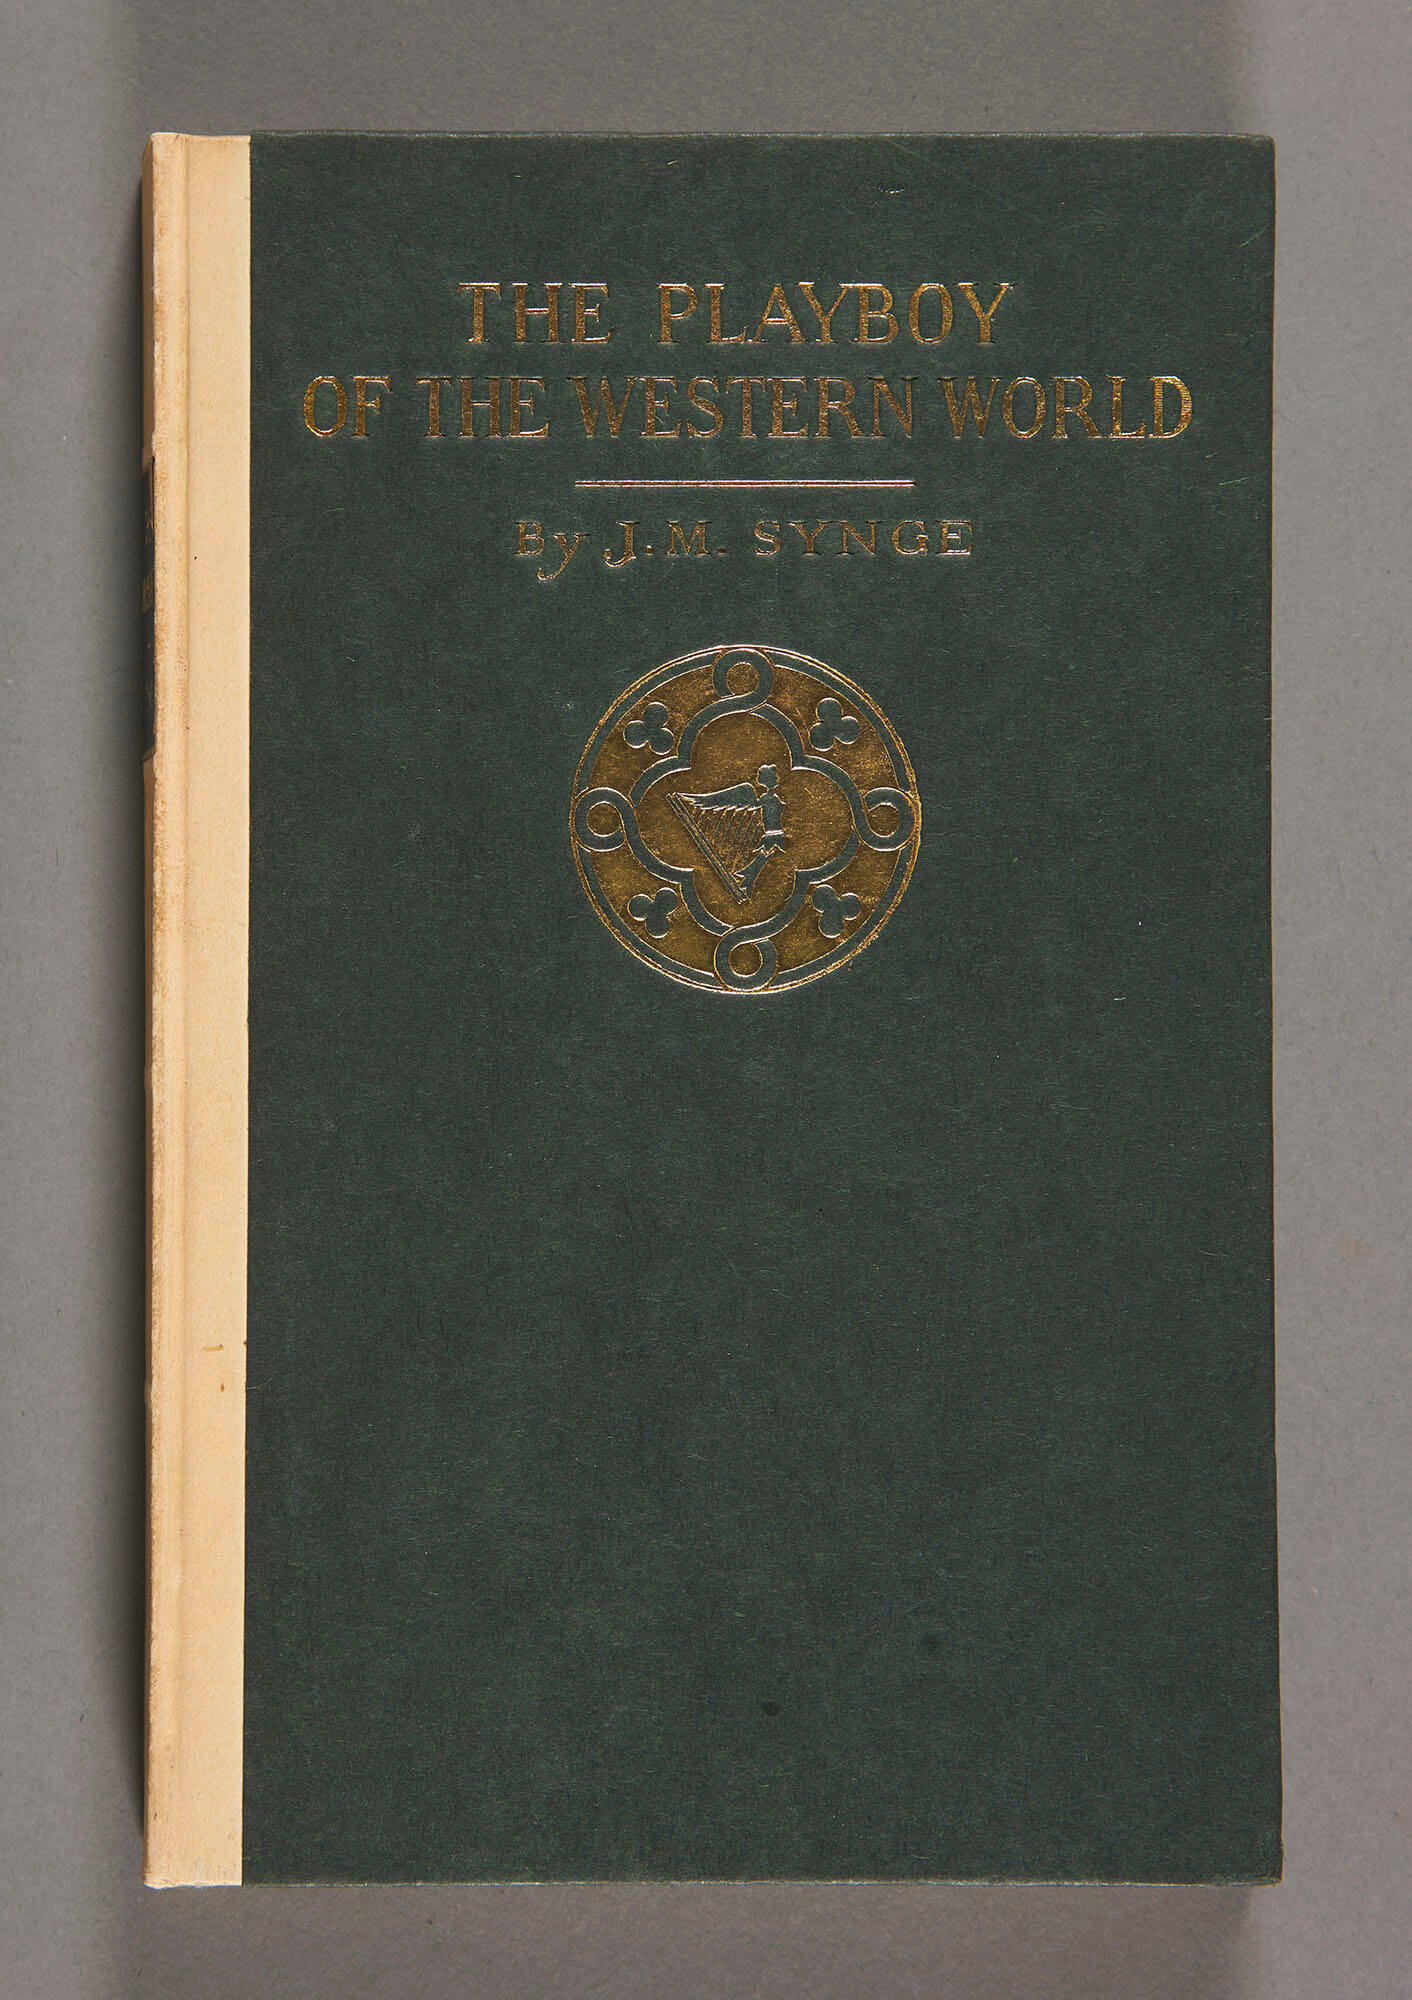 THE PLAYBOY
OF THE WESTERN WORLD
By J. M. SYNGE